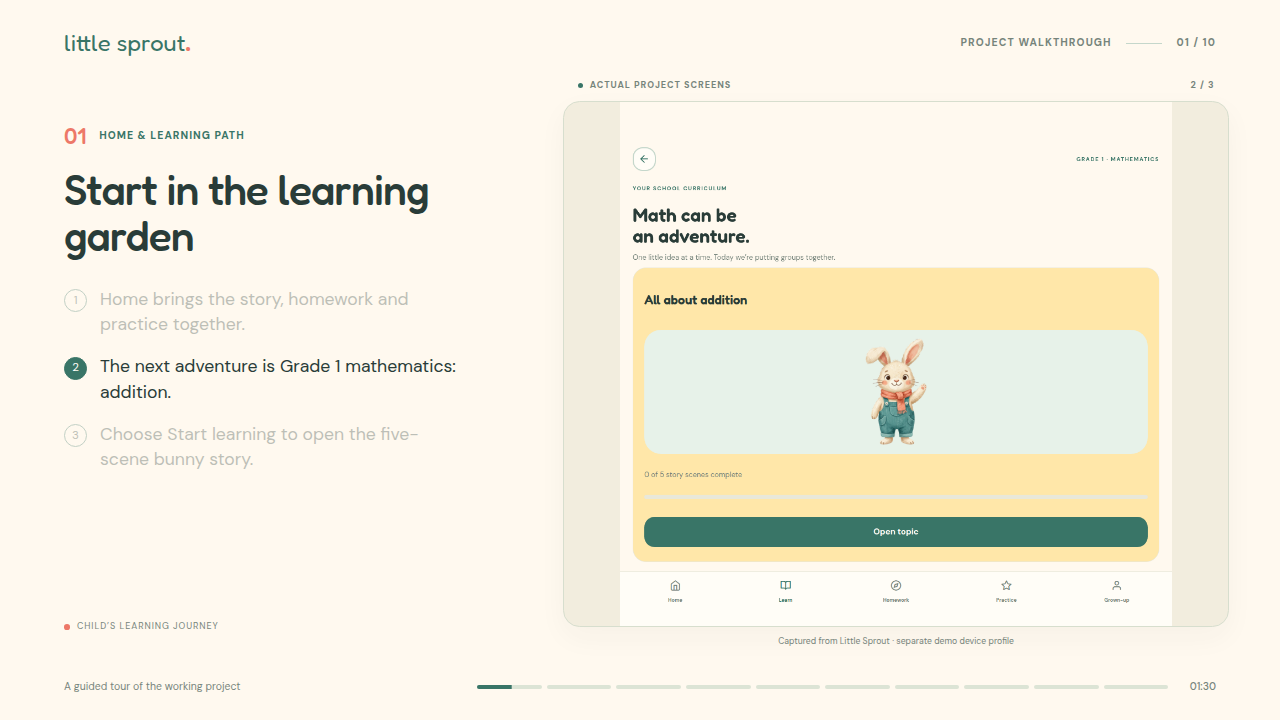 little sprout.
PROJECT WALKTHROUGH
01 / 10
ACTUAL PROJECT SCREENS
2 / 3
01 HOME & LEARNING PATH
Start in the learning
garden
1 Home brings the story, homework and
practice together.
2 The next adventure is Grade 1 mathematics:
addition.
3 Choose Start learning to open the five-
scene bunny story.
CHILD'S LEARNING JOURNEY
GRADE 1 · MATHEMATICS
YOUR SCHOOL CURRICULUM
Math can be
an adventure.
One little idea at a time. Today we're putting groups together.
All about addition
0 of 5 story scenes complete
Open topic
Home
Learn
Homework
Practice
Grown-up
Captured from Little Sprout · separate demo device profile
A guided tour of the working project
01:30